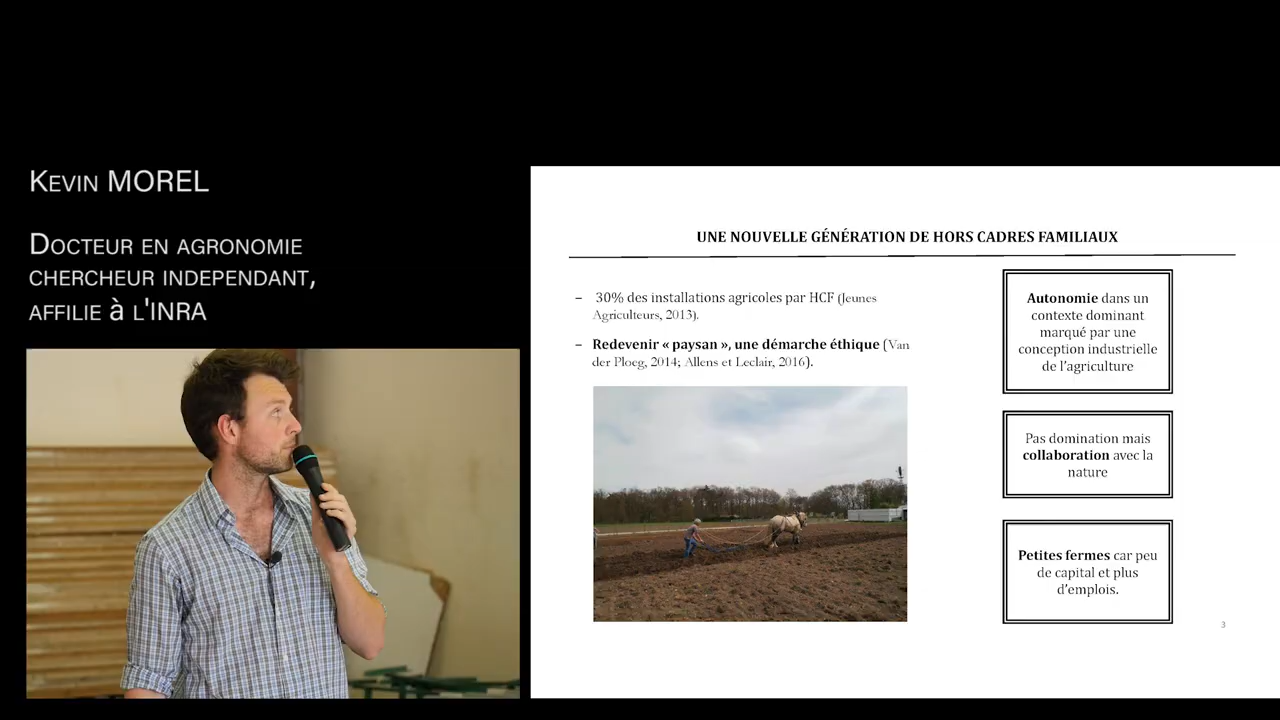 Kevin MOREL
Docteur en agronomie
chercheur independant,
affilie à l'INRA
UNE NOUVELLE GÉNÉRATION DE HORS CADRES FAMILIAUX
– 30% des installations agricoles par HCF (Jeunes
Agriculteurs, 2013).
– Redevenir « paysan », une démarche éthique (Van
der Ploeg, 2014; Allens et Leclair, 2016).
Autonomie dans un
contexte dominant
marqué par une
conception industrielle
de l'agriculture
Pas domination mais
collaboration avec la
nature
Petites fermes car peu
de capital et plus
d'emplois.
3